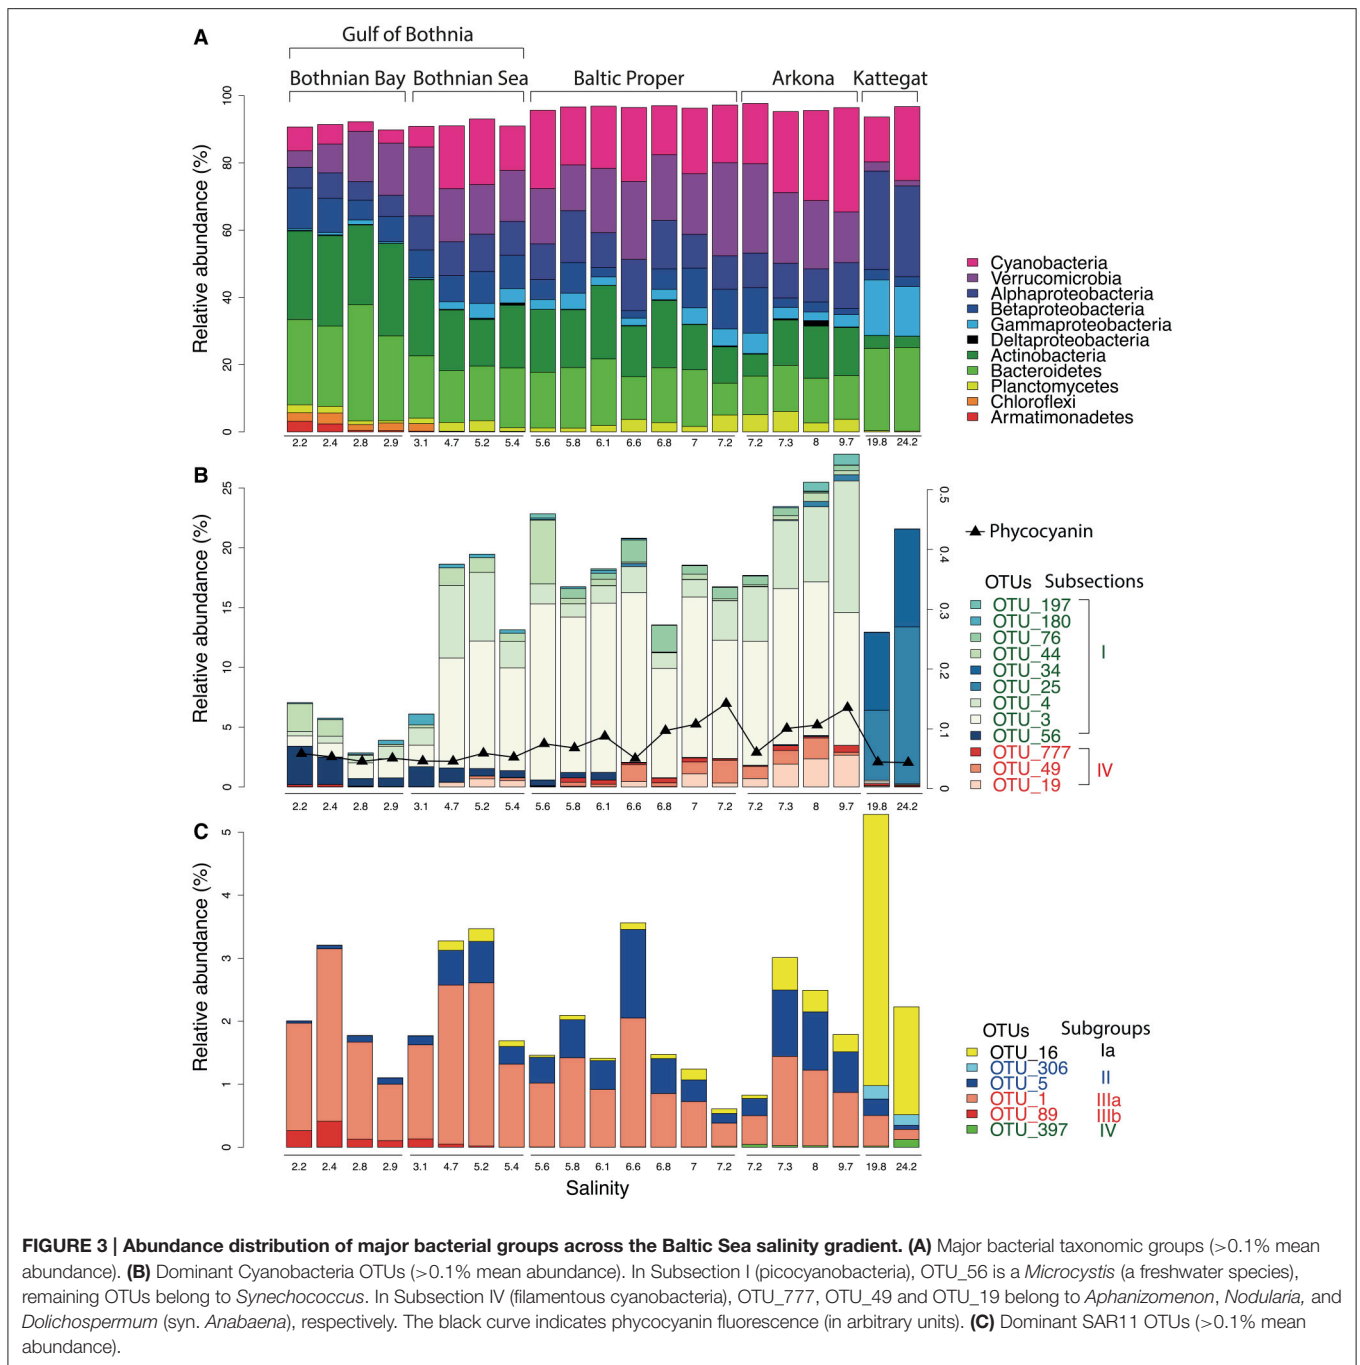 A
Gulf of Bothnia
Bothnian Bay Bothnian Sea Baltic Proper Arkona Kattegat
Relative abundance (%)
100
80
60
40
20
0
2.2 2.4 2.8 2.9 3.1 4.7 5.2 5.4 5.6 5.8 6.1 6.6 6.8 7 7.2 7.2 7.3 8 9.7 19.8 24.2
Cyanobacteria
Verrucomicrobia
Alphaproteobacteria
Betaproteobacteria
Gammaproteobacteria
Deltaproteobacteria
Actinobacteria
Bacteroidetes
Planctomycetes
Chloroflexi
Armatimonadetes
B
Relative abundance (%)
25
20
15
10
5
0
0.5
0.4
0.3
0.2
0.1
0
2.2 2.4 2.8 2.9 3.1 4.7 5.2 5.4 5.6 5.8 6.1 6.6 6.8 7 7.2 7.2 7.3 8 9.7 19.8 24.2
Phycocyanin
OTUs Subsections
OTU_197
OTU_180
OTU_76
OTU_44
OTU_34
OTU_25
OTU_4
OTU_3
OTU_56
I
OTU_777
OTU_49
OTU_19
IV
C
Relative abundance (%)
5
4
3
2
1
0
2.2 2.4 2.8 2.9 3.1 4.7 5.2 5.4 5.6 5.8 6.1 6.6 6.8 7 7.2 7.2 7.3 8 9.7 19.8 24.2
Salinity
OTUs Subgroups
OTU_16 Ia
OTU_306
OTU_5 II
OTU_1 IIIa
OTU_89 IIIb
OTU_397 IV
FIGURE 3 | Abundance distribution of major bacterial groups across the Baltic Sea salinity gradient. (A) Major bacterial taxonomic groups (>0.1% mean
abundance). (B) Dominant Cyanobacteria OTUs (>0.1% mean abundance). In Subsection I (picocyanobacteria), OTU_56 is a Microcystis (a freshwater species),
remaining OTUs belong to Synechococcus. In Subsection IV (filamentous cyanobacteria), OTU_777, OTU_49 and OTU_19 belong to Aphanizomenon, Nodularia, and
Dolichospermum (syn. Anabaena), respectively. The black curve indicates phycocyanin fluorescence (in arbitrary units). (C) Dominant SAR11 OTUs (>0.1% mean
abundance).